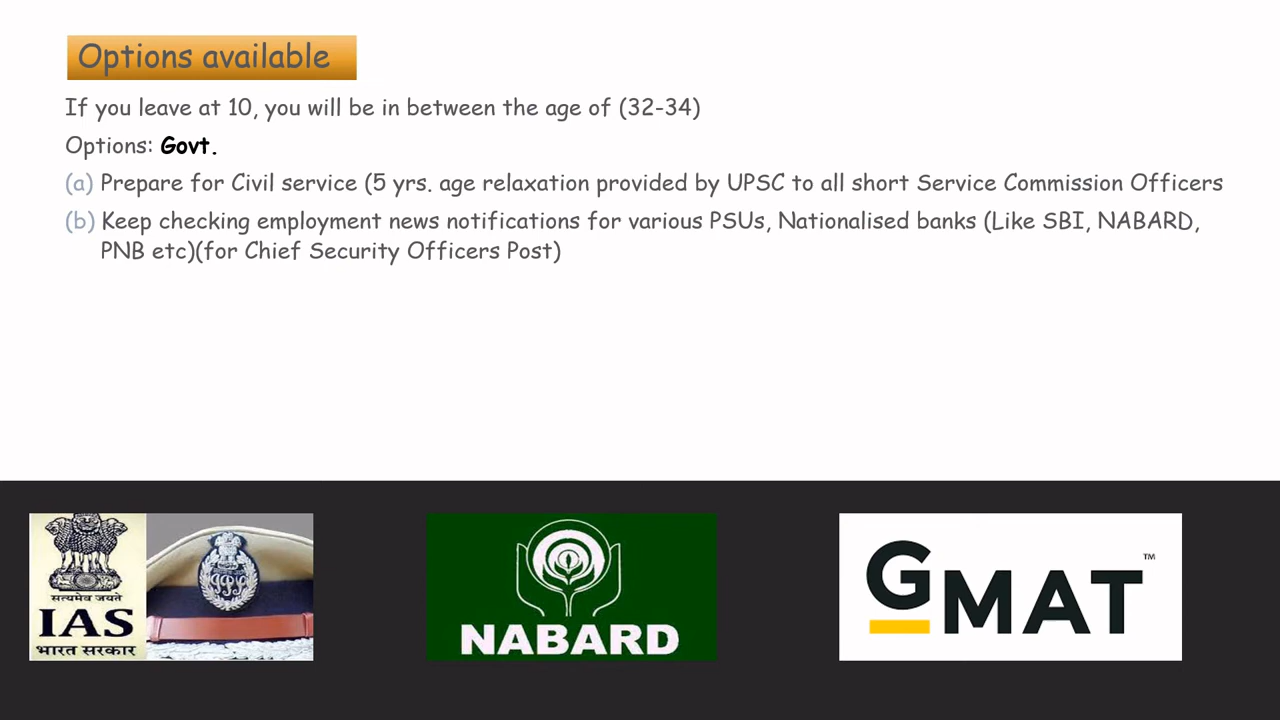 Options available
If you leave at 10, you will be in between the age of (32-34)
Options: Govt.
(a) Prepare for Civil service (5 yrs. age relaxation provided by UPSC to all short Service Commission Officers
(b) Keep checking employment news notifications for various PSUs, Nationalised banks (Like SBI, NABARD,
PNB etc)(for Chief Security Officers Post)
सत्यमेव जयते
IAS
भारत सरकार
NABARD
GMAT™